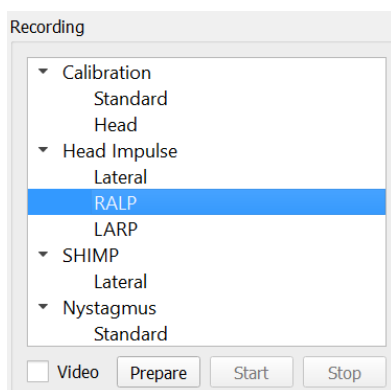 Recording
Calibration
Standard
Head
Head Impulse
Lateral
RALP
LARP
SHIMP
Lateral
Nystagmus
Standard
Video Prepare Start Stop